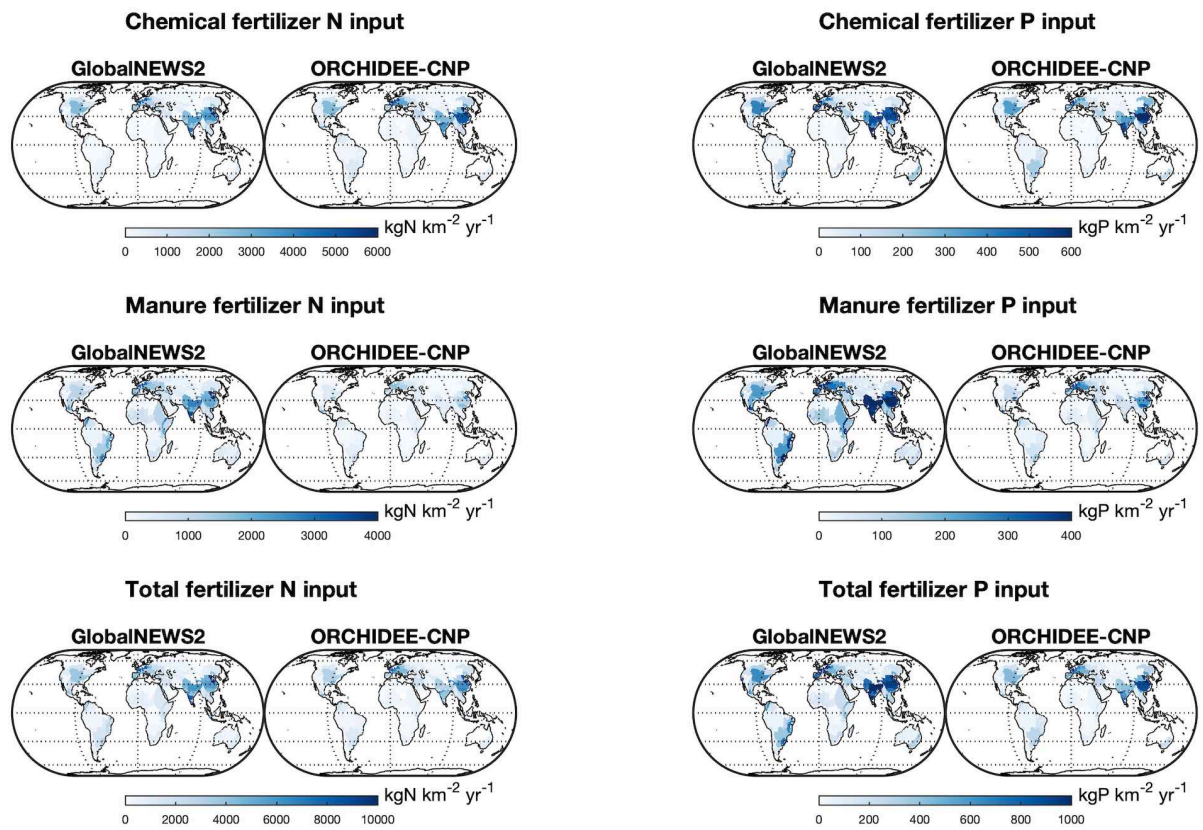 Chemical fertilizer N input
GlobalNEWS2 ORCHIDEE-CNP
0 1000 2000 3000 4000 5000 6000 kgN km-2 yr-1
Chemical fertilizer P input
GlobalNEWS2 ORCHIDEE-CNP
0 100 200 300 400 500 600 kgP km-2 yr-1
Manure fertilizer N input
GlobalNEWS2 ORCHIDEE-CNP
0 1000 2000 3000 4000 kgN km-2 yr-1
Manure fertilizer P input
GlobalNEWS2 ORCHIDEE-CNP
0 100 200 300 400 kgP km-2 yr-1
Total fertilizer N input
GlobalNEWS2 ORCHIDEE-CNP
0 2000 4000 6000 8000 10000 kgN km-2 yr-1
Total fertilizer P input
GlobalNEWS2 ORCHIDEE-CNP
0 200 400 600 800 1000 kgP km-2 yr-1